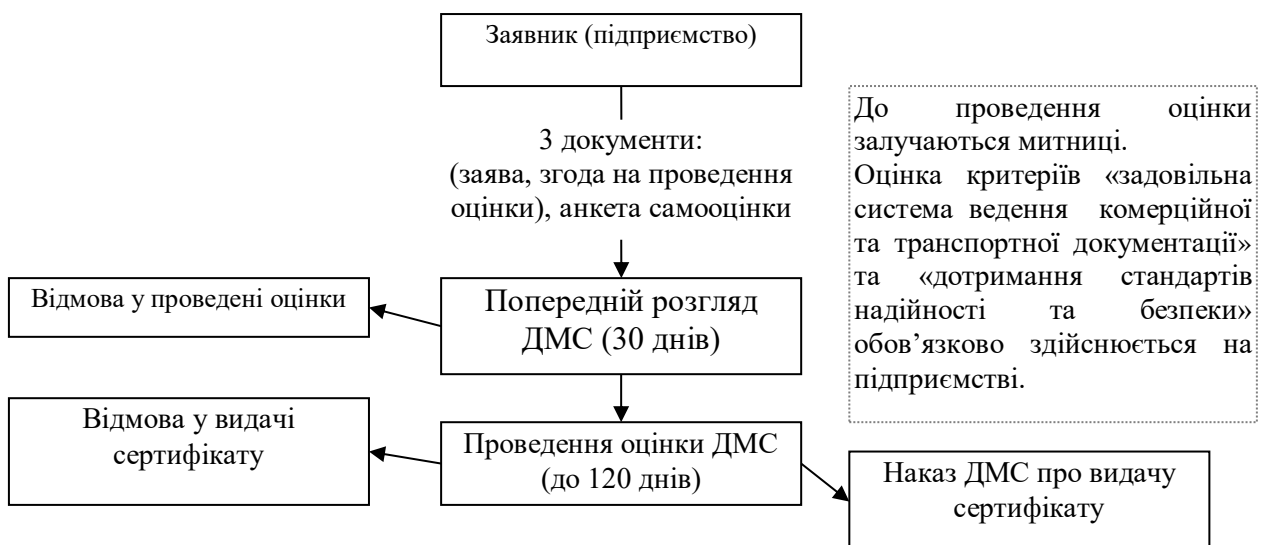 Заявник (підприємство)
3 документи:
(заява, згода на проведення
оцінки), анкета самооцінки
До проведення оцінки
залучаються митниці.
Оцінка критеріїв «задовільна
система ведення комерційної
та транспортної документації»
та «дотримання стандартів
надійності та безпеки»
обов’язково здійснюється на
підприємстві.
Відмова у проведені оцінки
Попередній розгляд
ДМС (30 днів)
Відмова у видачі
сертифікату
Проведення оцінки ДМС
(до 120 днів)
Наказ ДМС про видачу
сертифікату